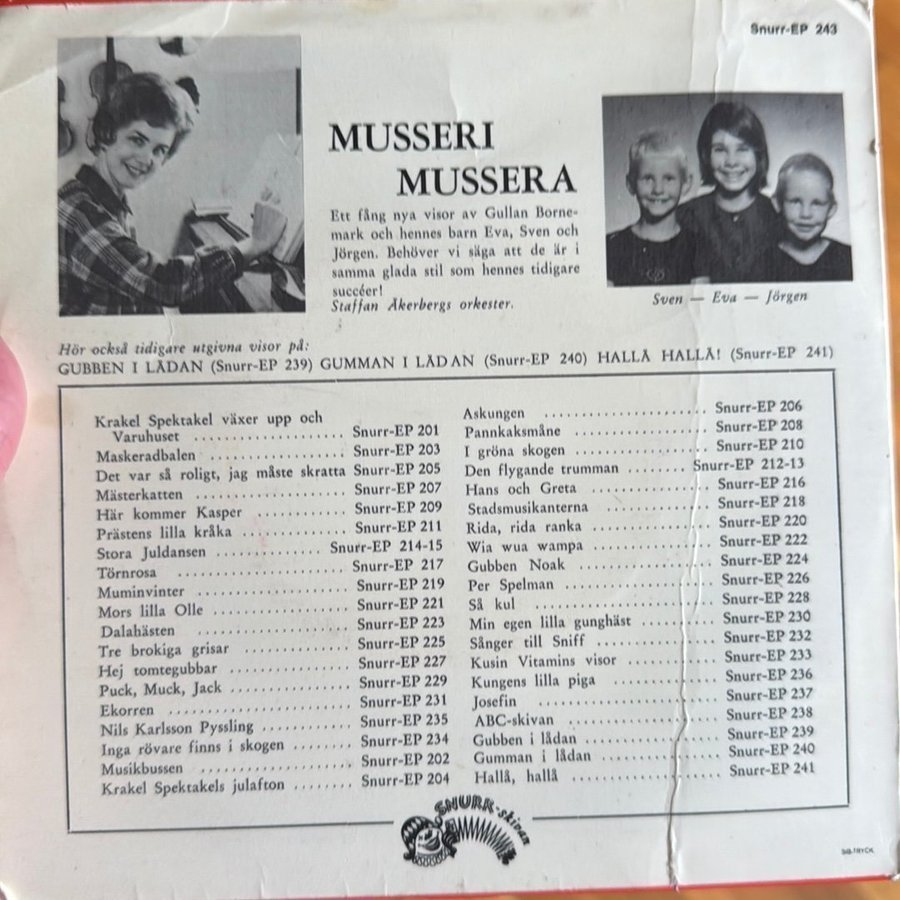 Snurr-EP 243
MUSSERI
MUSSERA
Ett fång nya visor av Gullan Borne-
mark och hennes barn Eva, Sven och
Jörgen. Behöver vi säga att de är i
samma glada stil som hennes tidigare
succéer!
Staffan Åkerbergs orkester.
Sven — Eva — Jörgen
Hör också tidigare utgivna visor på:
GUBBEN I LÅDAN (Snurr-EP 239) GUMMAN I LÅDAN (Snurr-EP 240) HALLÅ HALLÅ! (Snurr-EP 241)
Krakel Spektakel växer upp och
Varuhuset .................... Snurr-EP 201
Maskeradbalen .................. Snurr-EP 203
Det var så roligt, jag måste skratta Snurr-EP 205
Mästerkatten .................... Snurr-EP 207
Här kommer Kasper ............ Snurr-EP 209
Prästens lilla kråka .............. Snurr-EP 211
Stora Juldansen .............. Snurr-EP 214-15
Törnrosa ...................... Snurr-EP 217
Muminvinter .................... Snurr-EP 219
Mors lilla Olle .................. Snurr-EP 221
Dalahästen .................... Snurr-EP 223
Tre brokiga grisar .............. Snurr-EP 225
Hej tomtegubbar ................ Snurr-EP 227
Puck, Muck, Jack .............. Snurr-EP 229
Ekorren ........................ Snurr-EP 231
Nils Karlsson Pyssling ............ Snurr-EP 235
Inga rövare finns i skogen ........ Snurr-EP 234
Musikbussen .................... Snurr-EP 202
Krakel Spektakels julafton ........ Snurr-EP 204
Askungen ...................... Snurr-EP 206
Pannkaksmåne .................. Snurr-EP 208
I gröna skogen .................. Snurr-EP 210
Den flygande trumman ........ Snurr-EP 212-13
Hans och Greta ................ Snurr-EP 216
Stadsmusikanterna .............. Snurr-EP 218
Rida, rida ranka ................ Snurr-EP 220
Wia wua wampa ................ Snurr-EP 222
Gubben Noak .................. Snurr-EP 224
Per Spelman .................... Snurr-EP 226
Så kul ........................ Snurr-EP 228
Min egen lilla gunghäst .......... Snurr-EP 230
Sånger till Sniff ................ Snurr-EP 232
Kusin Vitamins visor ............ Snurr-EP 233
Kungens lilla piga .............. Snurr-EP 236
Josefin ........................ Snurr-EP 237
ABC-skivan .................... Snurr-EP 238
Gubben i lådan ................ Snurr-EP 239
Gumman i lådan ................ Snurr-EP 240
Hallå, hallå .................... Snurr-EP 241
SNURR-skivan
SIB-TRYCK.